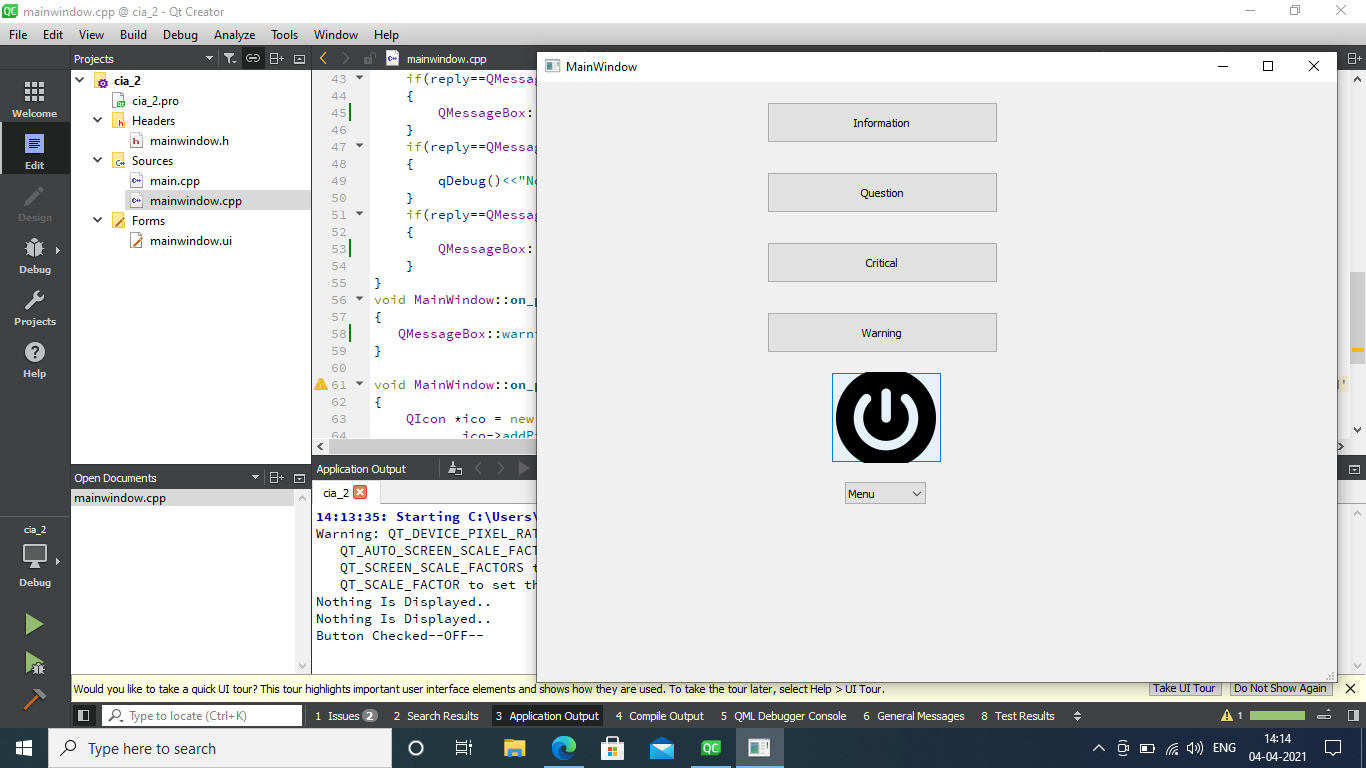 mainwindow.cpp @ cia_2 - Qt Creator
File Edit View Build Debug Analyze Tools Window Help
Projects
mainwindow.cpp
MainWindow
Welcome
Edit
Design
Debug
Projects
Help
cia_2
Debug
cia_2
cia_2.pro
Headers
mainwindow.h
Sources
main.cpp
mainwindow.cpp
Forms
mainwindow.ui
Open Documents
mainwindow.cpp
43 if(reply==QMessag
44 {
45 QMessageBox:
46 }
47 if(reply==QMessag
48 {
49 qDebug()<<"N
50 }
51 if(reply==QMessag
52 {
53 QMessageBox:
54 }
55 }
56 void MainWindow::on_p
57 {
58 QMessageBox::warn
59 }
60
61 void MainWindow::on_p
62 {
63 QIcon *ico = new
64 ico->addP
Application Output
cia_2
14:13:35: Starting C:\Users\
Warning: QT_DEVICE_PIXEL_RAT
QT_AUTO_SCREEN_SCALE_FACT
QT_SCREEN_SCALE_FACTORS t
QT_SCALE_FACTOR to set th
Nothing Is Displayed..
Nothing Is Displayed..
Button Checked--OFF--
Information
Question
Critical
Warning
Menu
Would you like to take a quick UI tour? This tour highlights important user interface elements and shows how they are used. To take the tour later, select Help > UI Tour.
Take UI Tour
Do Not Show Again
Type to locate (Ctrl+K)
1 Issues 2
2 Search Results
3 Application Output
4 Compile Output
5 QML Debugger Console
6 General Messages
8 Test Results
1
Type here to search
ENG
14:14
04-04-2021